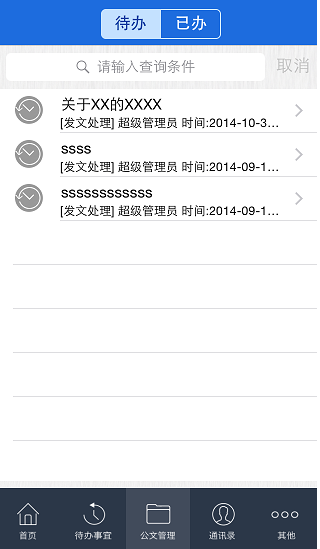 待办 已办
请输入查询条件 取消
关于XX的XXXX
[发文处理] 超级管理员 时间:2014-10-3...
ssss
[发文处理] 超级管理员 时间:2014-09-1...
ssssssssssss
[发文处理] 超级管理员 时间:2014-09-1...
首页 待办事宜 公文管理 通讯录 其他